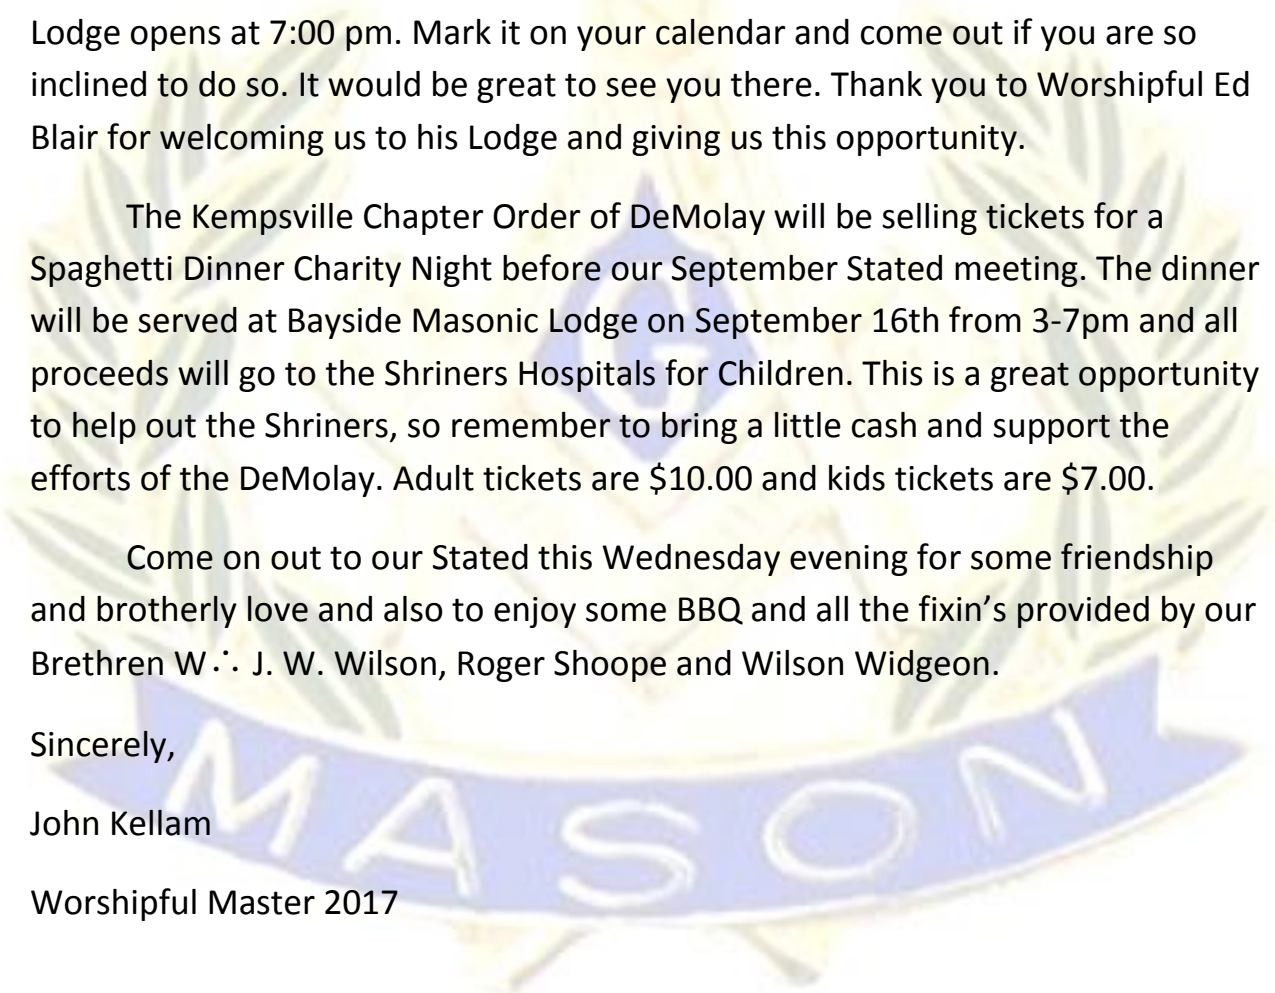 Lodge opens at 7:00 pm. Mark it on your calendar and come out if you are so
inclined to do so. It would be great to see you there. Thank you to Worshipful Ed
Blair for welcoming us to his Lodge and giving us this opportunity.
The Kempsville Chapter Order of DeMolay will be selling tickets for a
Spaghetti Dinner Charity Night before our September Stated meeting. The dinner
will be served at Bayside Masonic Lodge on September 16th from 3-7pm and all
proceeds will go to the Shriners Hospitals for Children. This is a great opportunity
to help out the Shriners, so remember to bring a little cash and support the
efforts of the DeMolay. Adult tickets are $10.00 and kids tickets are $7.00.
Come on out to our Stated this Wednesday evening for some friendship
and brotherly love and also to enjoy some BBQ and all the fixin’s provided by our
Brethren W∴ J. W. Wilson, Roger Shoope and Wilson Widgeon.
Sincerely,
John Kellam
Worshipful Master 2017
G
MASON